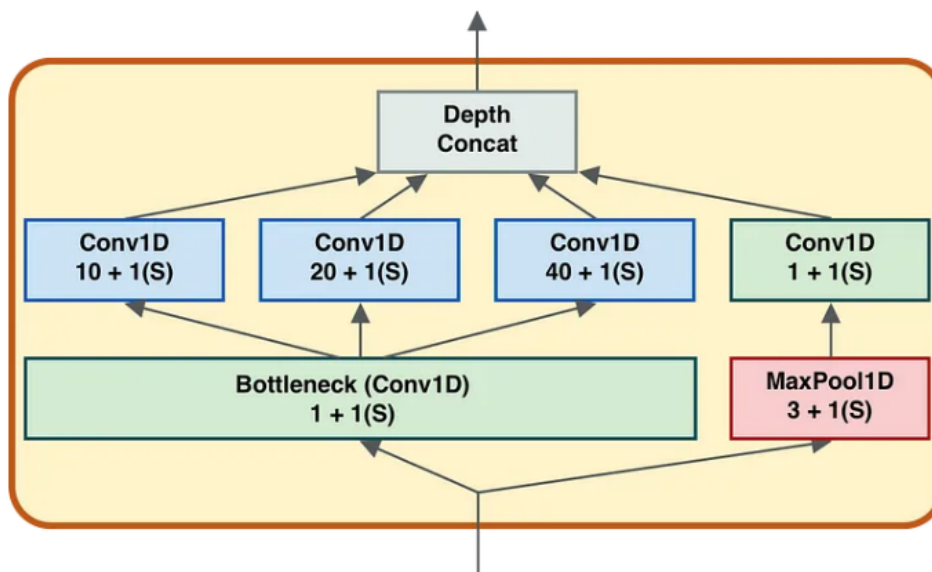 Depth
Concat
Conv1D
10 + 1(S)
Conv1D
20 + 1(S)
Conv1D
40 + 1(S)
Conv1D
1 + 1(S)
Bottleneck (Conv1D)
1 + 1(S)
MaxPool1D
3 + 1(S)